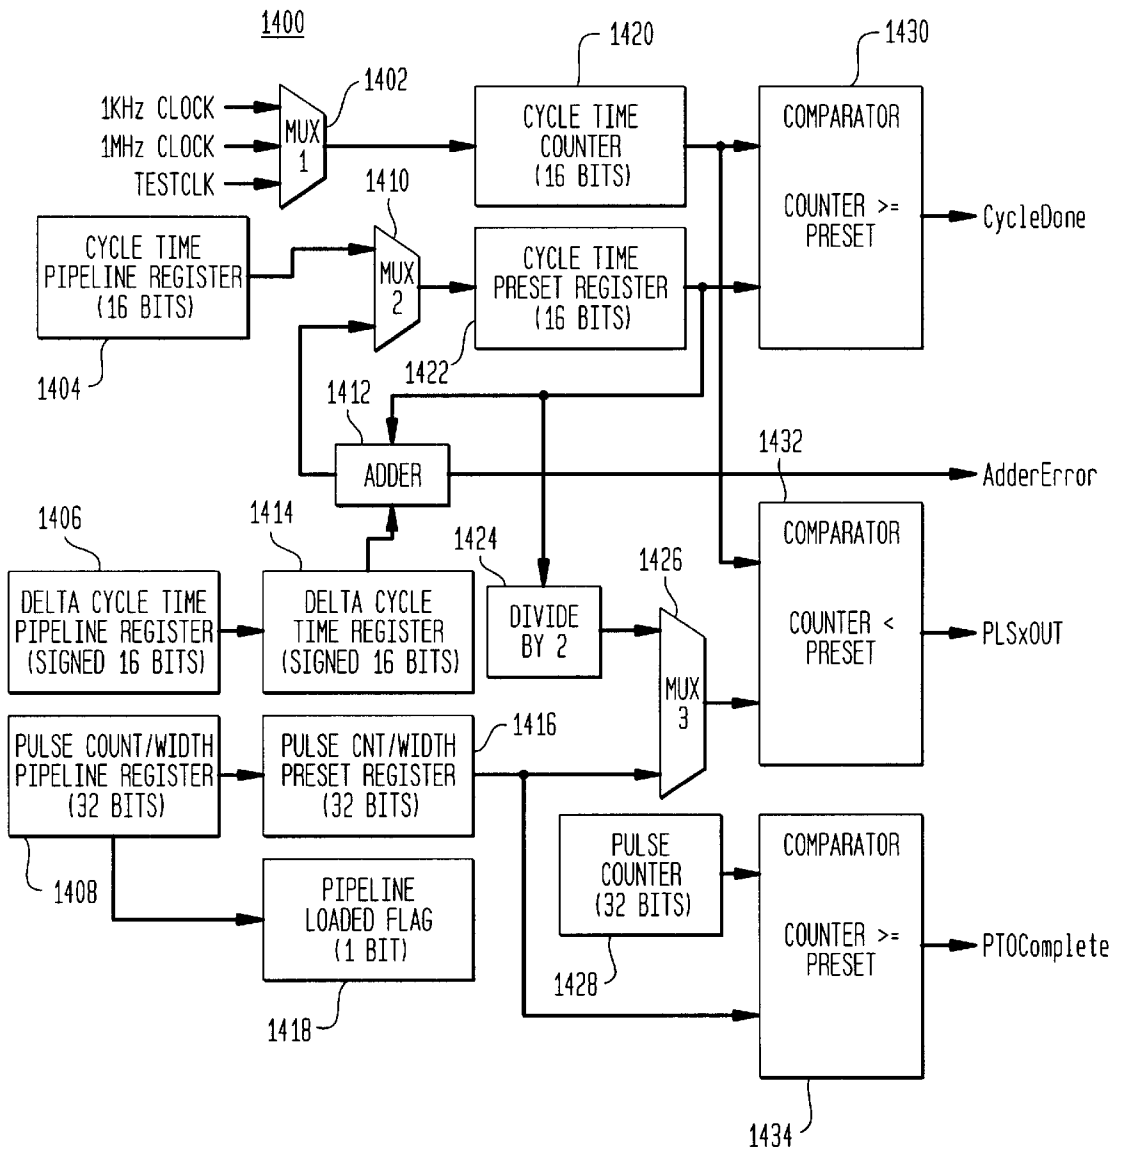 1400
1420
1430
1402
1KHz CLOCK
1MHz CLOCK
TESTCLK
MUX
1
CYCLE TIME
COUNTER
(16 BITS)
COMPARATOR
COUNTER >=
PRESET
CycleDone
1410
CYCLE TIME
PIPELINE REGISTER
(16 BITS)
MUX
2
CYCLE TIME
PRESET REGISTER
(16 BITS)
1404
1422
1412
ADDER
AdderError
1432
1406
1414
1424
1426
DELTA CYCLE TIME
PIPELINE REGISTER
(SIGNED 16 BITS)
DELTA CYCLE
TIME REGISTER
(SIGNED 16 BITS)
DIVIDE
BY 2
MUX
3
COMPARATOR
COUNTER <
PRESET
PLSxOUT
1416
PULSE COUNT/WIDTH
PIPELINE REGISTER
(32 BITS)
PULSE CNT/WIDTH
PRESET REGISTER
(32 BITS)
1408
PIPELINE
LOADED FLAG
(1 BIT)
1418
PULSE
COUNTER
(32 BITS)
1428
COMPARATOR
COUNTER >=
PRESET
PTOComplete
1434